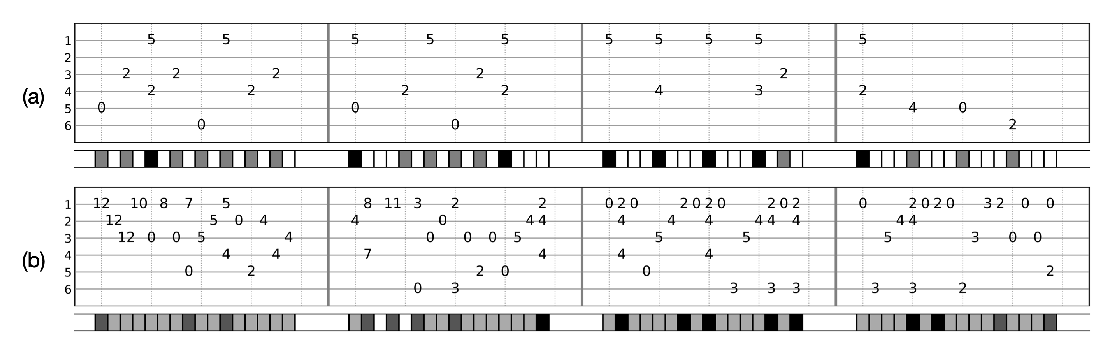 1 5 5 5 5 5 5 5 5 5 5
2
3 2 2 2 2 2
(a) 4 2 2 2 2 4 3 2
5 0 0 4 0
6 0 0 2
1 12 10 8 7 5 8 11 3 2 2 0 2 0 2 0 2 0 2 0 2 0 2 0 2 0 3 2 0 0
2 12 5 0 4 4 0 4 4 4 4 4 4 4 4 4 4
3 12 0 0 5 4 0 0 0 5 5 5 5 3 0 0
(b) 4 4 4 7 4 4 4
5 0 2 2 0 0 2
6 0 3 3 3 3 3 3 2